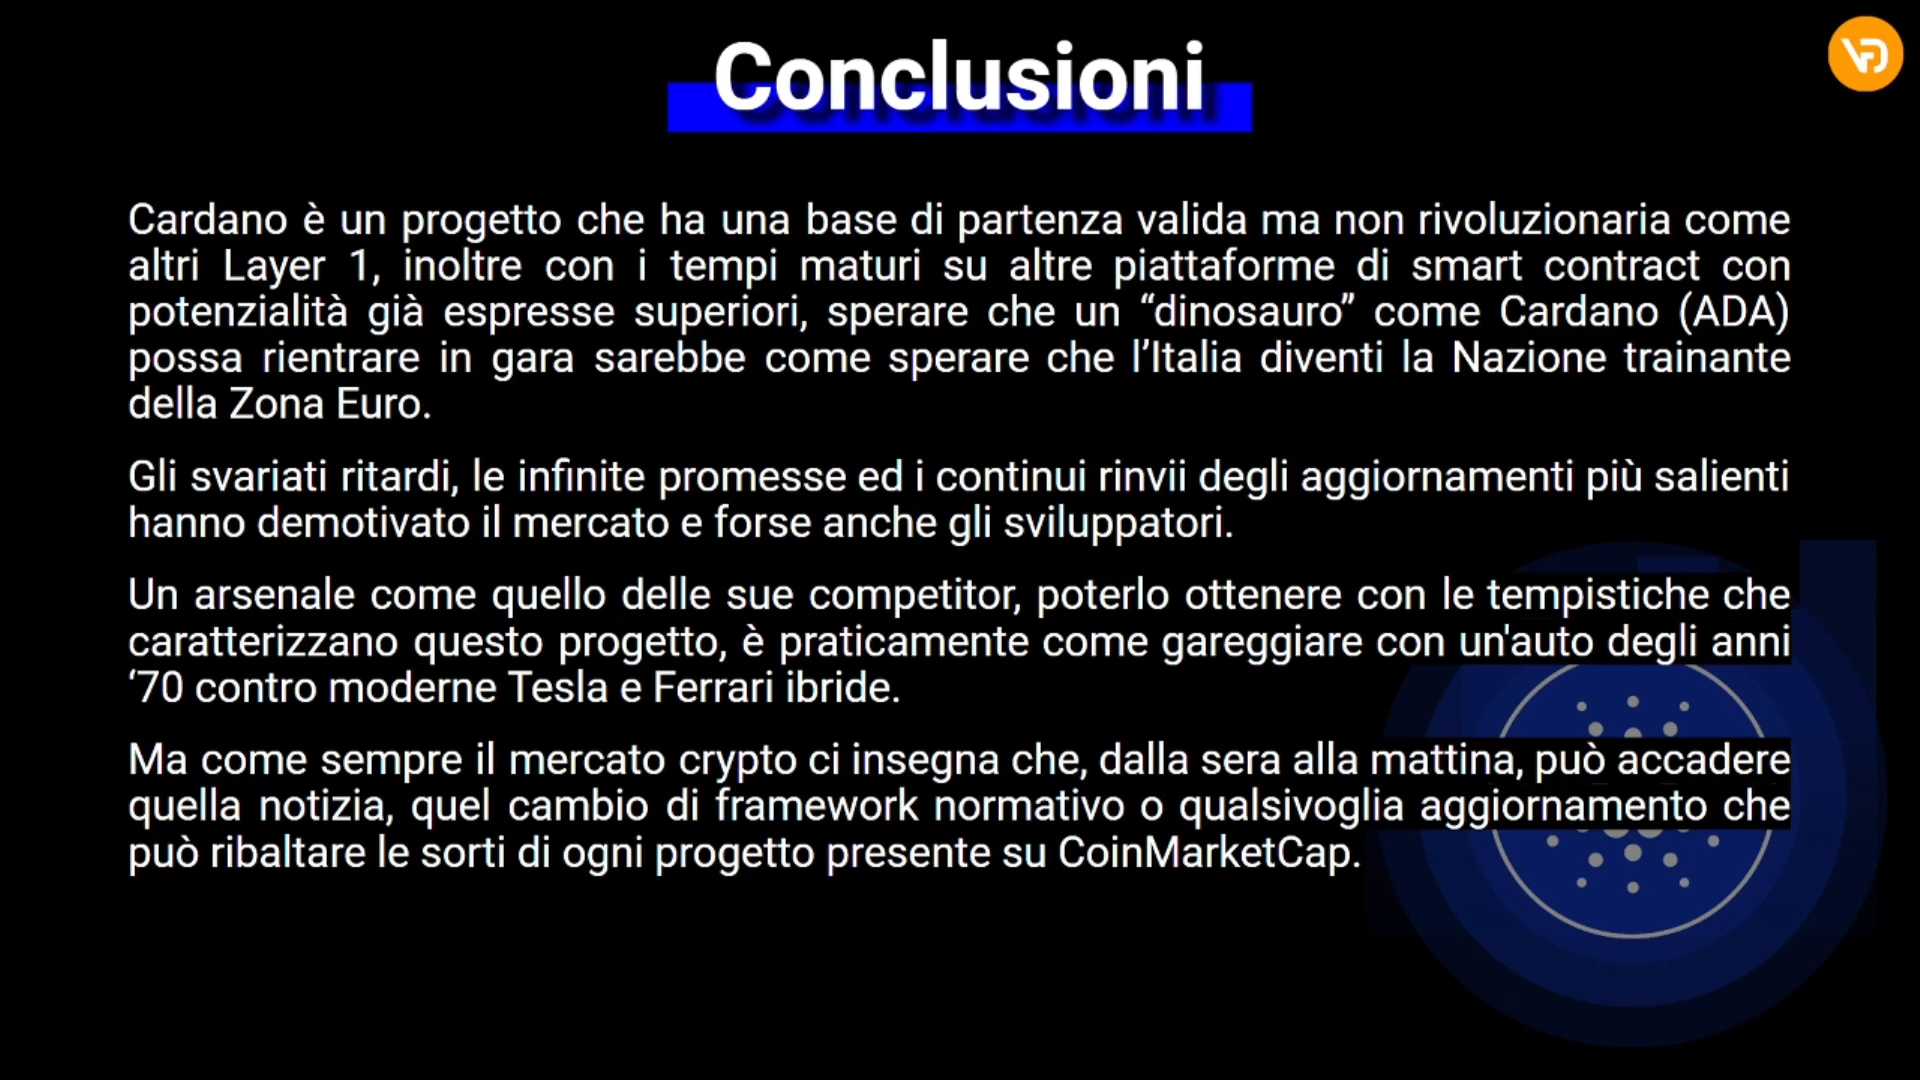 Conclusioni
Cardano è un progetto che ha una base di partenza valida ma non rivoluzionaria come
altri Layer 1, inoltre con i tempi maturi su altre piattaforme di smart contract con
potenzialità già espresse superiori, sperare che un “dinosauro” come Cardano (ADA)
possa rientrare in gara sarebbe come sperare che l’Italia diventi la Nazione trainante
della Zona Euro.
Gli svariati ritardi, le infinite promesse ed i continui rinvii degli aggiornamenti più salienti
hanno demotivato il mercato e forse anche gli sviluppatori.
Un arsenale come quello delle sue competitor, poterlo ottenere con le tempistiche che
caratterizzano questo progetto, è praticamente come gareggiare con un'auto degli anni
‘70 contro moderne Tesla e Ferrari ibride.
Ma come sempre il mercato crypto ci insegna che, dalla sera alla mattina, può accadere
quella notizia, quel cambio di framework normativo o qualsivoglia aggiornamento che
può ribaltare le sorti di ogni progetto presente su CoinMarketCap.